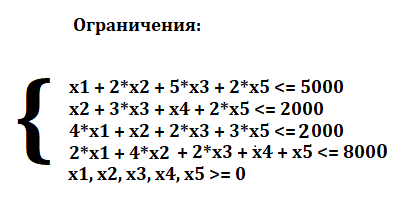 Ограничения:
x1 + 2*x2 + 5*x3 + 2*x5 <= 5000
x2 + 3*x3 + x4 + 2*x5 <= 2000
4*x1 + x2 + 2*x3 + 3*x5 <= 2000
2*x1 + 4*x2 + 2*x3 + x4 + x5 <= 8000
x1, x2, x3, x4, x5 >= 0